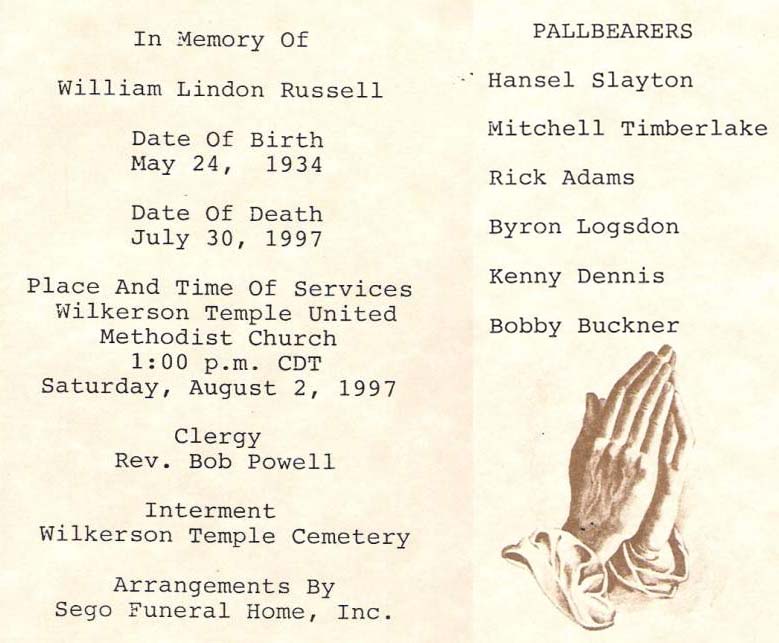 In Memory Of
William Lindon Russell
Date Of Birth
May 24, 1934
Date Of Death
July 30, 1997
Place And Time Of Services
Wilkerson Temple United
Methodist Church
1:00 p.m. CDT
Saturday, August 2, 1997
Clergy
Rev. Bob Powell
Interment
Wilkerson Temple Cemetery
Arrangements By
Sego Funeral Home, Inc.
PALLBEARERS
Hansel Slayton
Mitchell Timberlake
Rick Adams
Byron Logsdon
Kenny Dennis
Bobby Buckner